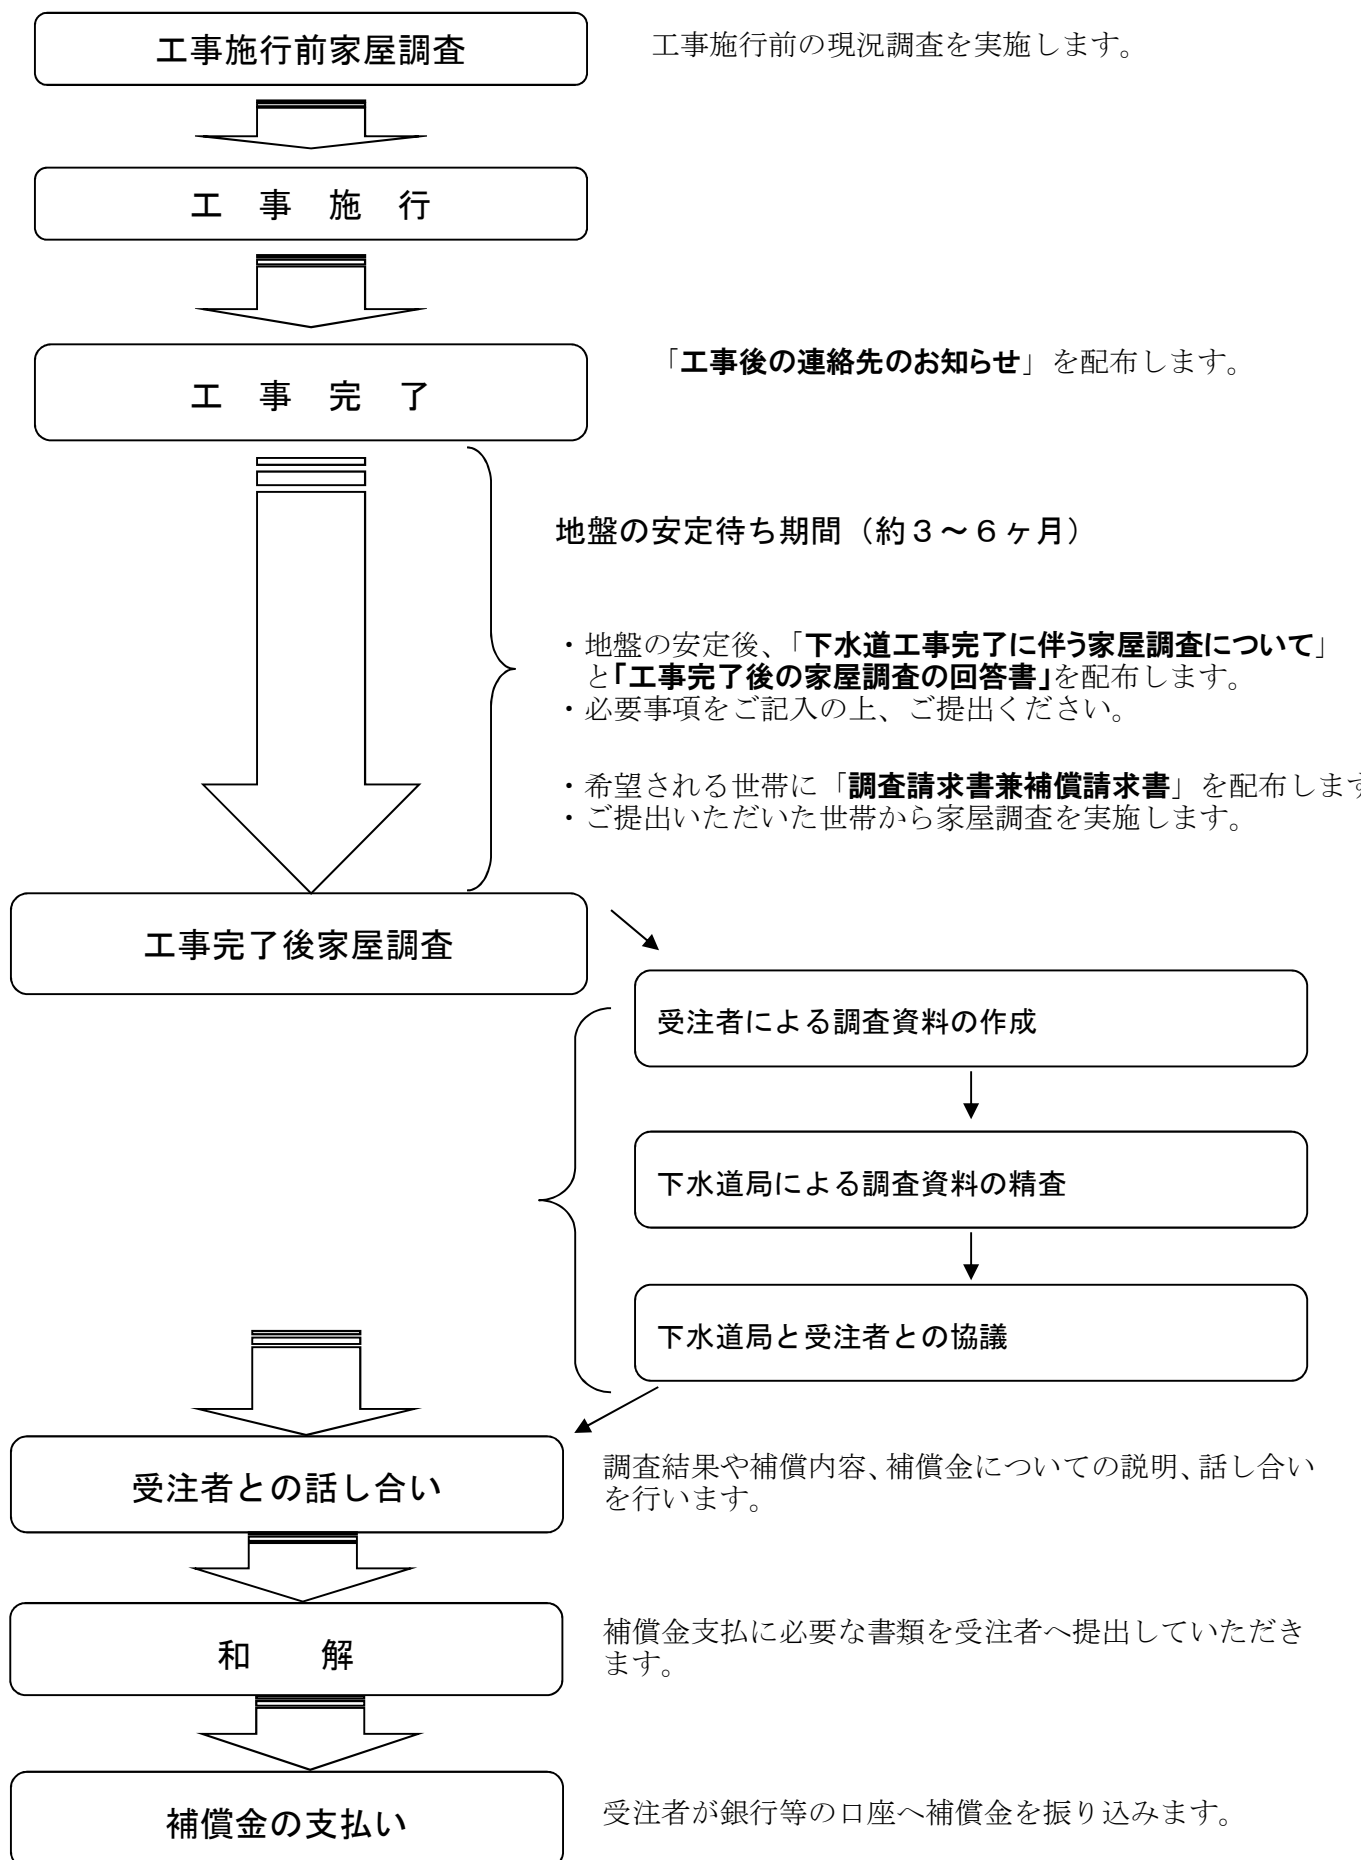 工事施行前家屋調査
工事施行前の現況調査を実施します。
工 事 施 行
工 事 完 了
「工事後の連絡先のお知らせ」を配布します。
地盤の安定待ち期間（約３～６ヶ月）
・地盤の安定後、「下水道工事完了に伴う家屋調査について」
と「工事完了後の家屋調査の回答書」を配布します。
・必要事項をご記入の上、ご提出ください。
・希望される世帯に「調査請求書兼補償請求書」を配布します
・ご提出いただいた世帯から家屋調査を実施します。
工事完了後家屋調査
受注者による調査資料の作成
下水道局による調査資料の精査
下水道局と受注者との協議
受注者との話し合い
調査結果や補償内容、補償金についての説明、話し合い
を行います。
和 解
補償金支払に必要な書類を受注者へ提出していただき
ます。
補償金の支払い
受注者が銀行等の口座へ補償金を振り込みます。